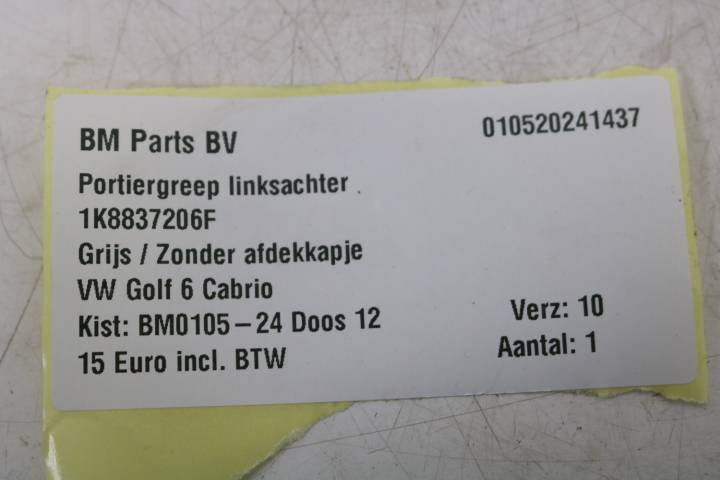 BM Parts BV
010520241437
Portiergreep linksachter
1K8837206F
Grijs / Zonder afdekkapje
VW Golf 6 Cabrio
Kist: BM0105-24 Doos 12
Verz: 10
15 Euro incl. BTW
Aantal: 1